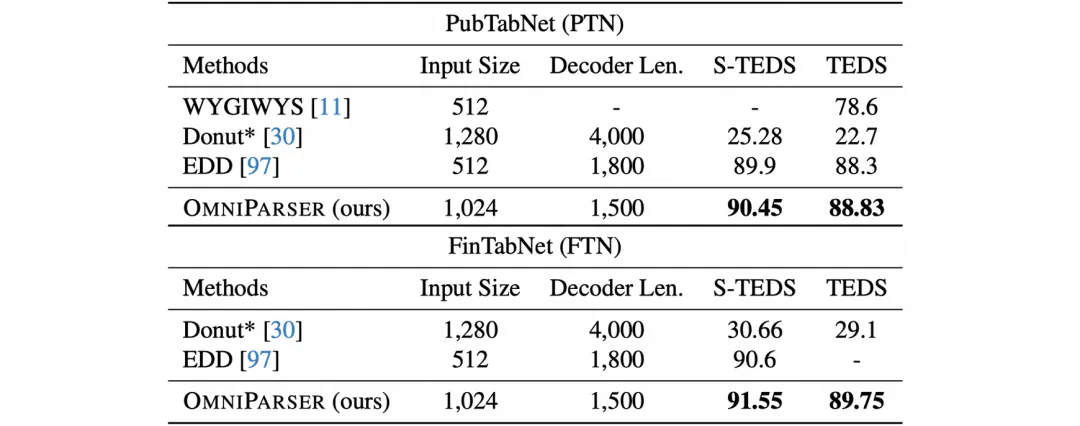 PubTabNet (PTN)
Methods Input Size Decoder Len. S-TEDS TEDS
WYGIWYS [11] 512 - - 78.6
Donut* [30] 1,280 4,000 25.28 22.7
EDD [97] 512 1,800 89.9 88.3
OMNIPARSER (ours) 1,024 1,500 90.45 88.83
FinTabNet (FTN)
Methods Input Size Decoder Len. S-TEDS TEDS
Donut* [30] 1,280 4,000 30.66 29.1
EDD [97] 512 1,800 90.6 -
OMNIPARSER (ours) 1,024 1,500 91.55 89.75